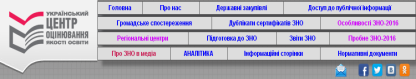 УКРАЇНСЬКИЙ
ЦЕНТР
ОЦІНЮВАННЯ
ЯКОСТІ ОСВІТИ
Головна Про нас Державні закупівлі Доступ до публічної інформації
Громадське спостереження Дублікати сертифікатів ЗНО Особливості ЗНО-2016
Регіональні центри Підготовка до ЗНО Звіти ЗНО Пробне ЗНО-2016
Про ЗНО в медіа АНАЛІТИКА Інформаційні сторінки Нормативні документи